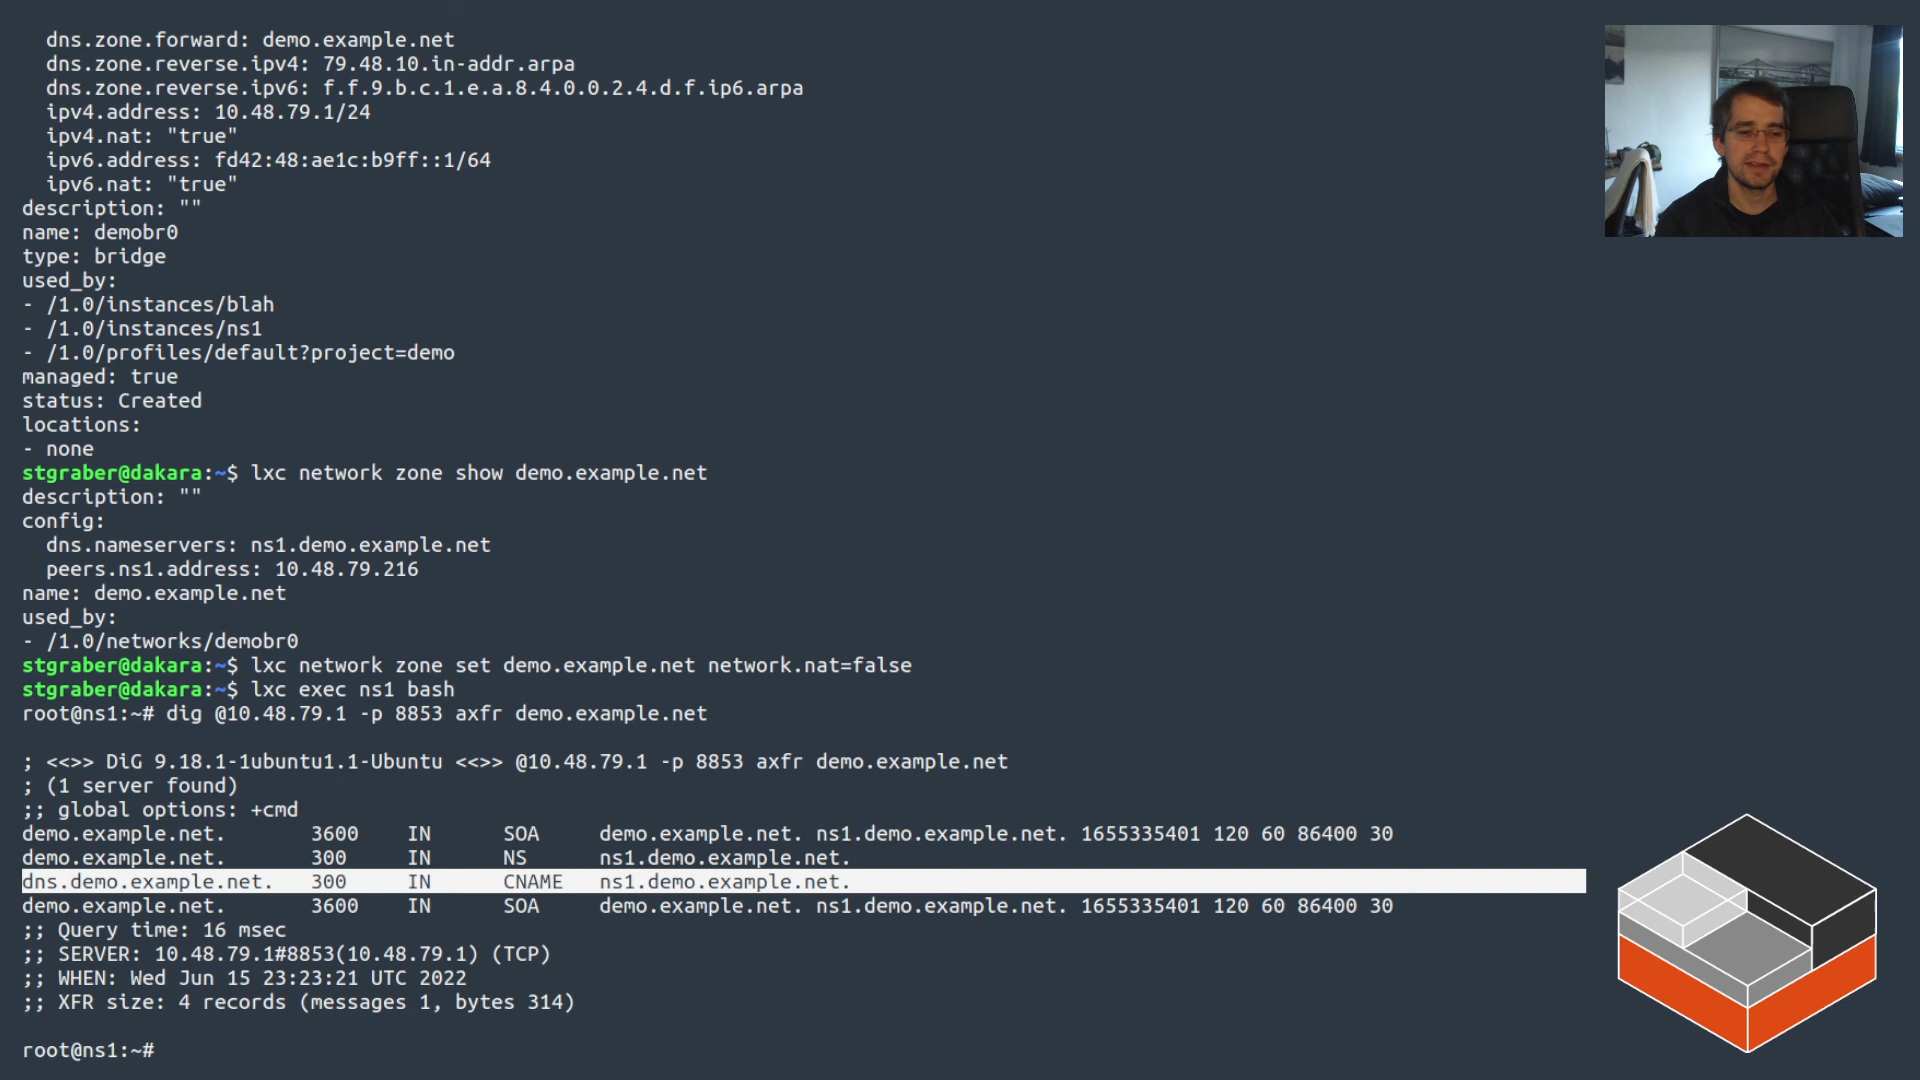 dns.zone.forward: demo.example.net
dns.zone.reverse.ipv4: 79.48.10.in-addr.arpa
dns.zone.reverse.ipv6: f.f.9.b.c.1.e.a.8.4.0.0.2.4.d.f.ip6.arpa
ipv4.address: 10.48.79.1/24
ipv4.nat: "true"
ipv6.address: fd42:48:ae1c:b9ff::1/64
ipv6.nat: "true"
description: ""
name: demobr0
type: bridge
used_by:
- /1.0/instances/blah
- /1.0/instances/ns1
- /1.0/profiles/default?project=demo
managed: true
status: Created
locations:
- none
stgraber@dakara:~$ lxc network zone show demo.example.net
description: ""
config:
dns.nameservers: ns1.demo.example.net
peers.ns1.address: 10.48.79.216
name: demo.example.net
used_by:
- /1.0/networks/demobr0
stgraber@dakara:~$ lxc network zone set demo.example.net network.nat=false
stgraber@dakara:~$ lxc exec ns1 bash
root@ns1:~# dig @10.48.79.1 -p 8853 axfr demo.example.net
; <<>> DiG 9.18.1-1ubuntu1.1-Ubuntu <<>> @10.48.79.1 -p 8853 axfr demo.example.net
; (1 server found)
;; global options: +cmd
demo.example.net. 3600 IN SOA demo.example.net. ns1.demo.example.net. 1655335401 120 60 86400 30
demo.example.net. 300 IN NS ns1.demo.example.net.
dns.demo.example.net. 300 IN CNAME ns1.demo.example.net.
demo.example.net. 3600 IN SOA demo.example.net. ns1.demo.example.net. 1655335401 120 60 86400 30
;; Query time: 16 msec
;; SERVER: 10.48.79.1#8853(10.48.79.1) (TCP)
;; WHEN: Wed Jun 15 23:23:21 UTC 2022
;; XFR size: 4 records (messages 1, bytes 314)
root@ns1:~#